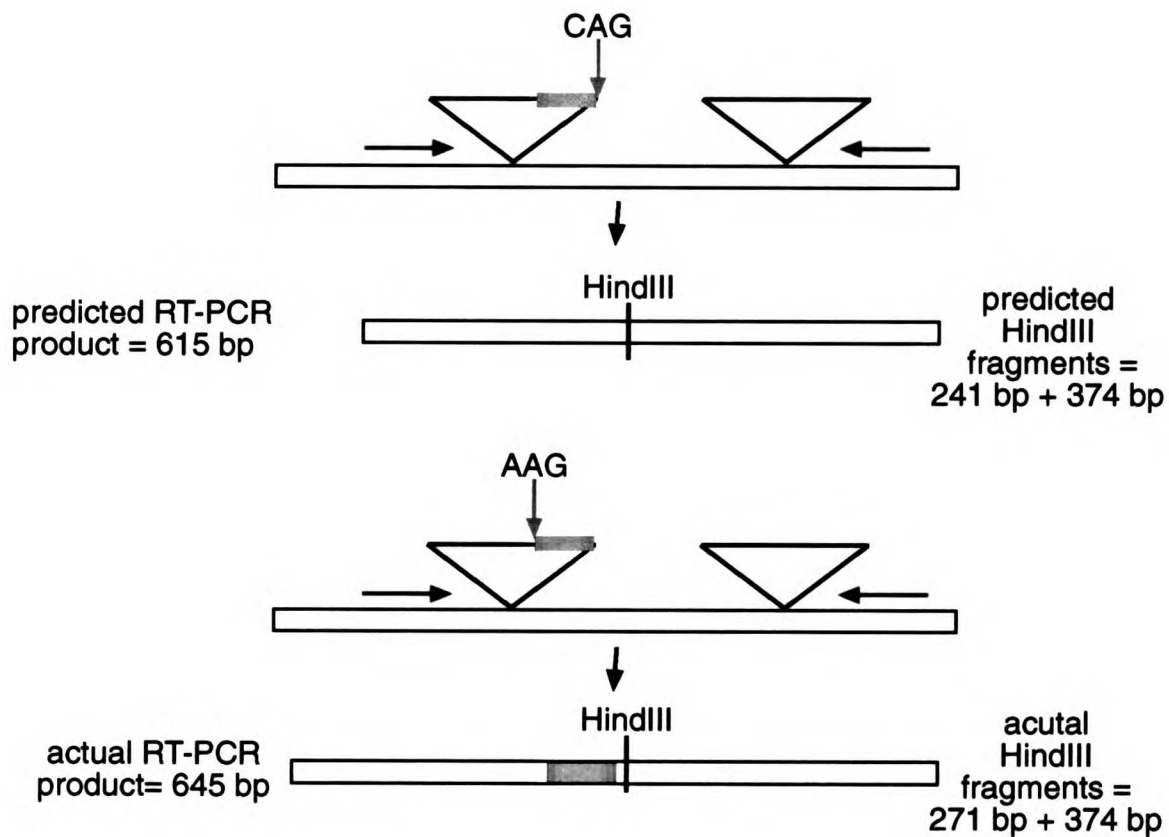 CAG
HindIII
predicted RT-PCR
product = 615 bp
predicted
HindIII
fragments =
241 bp + 374 bp
AAG
HindIII
actual RT-PCR
product= 645 bp
acutal
HindIII
fragments =
271 bp + 374 bp